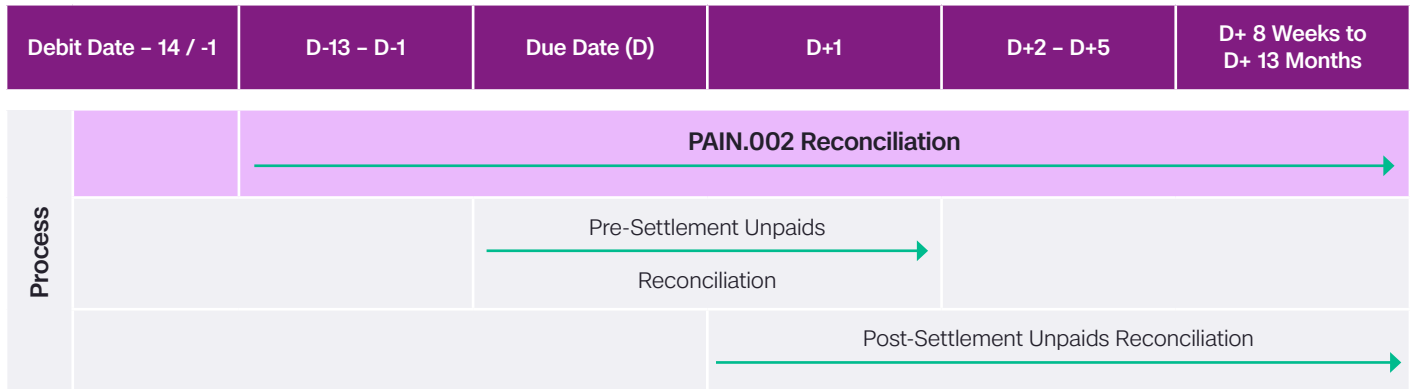 Debit Date – 14 / -1
D-13 – D-1
Due Date (D)
D+1
D+2 – D+5
D+ 8 Weeks to
D+ 13 Months
Process
PAIN.002 Reconciliation
Pre-Settlement Unpaids
Reconciliation
Post-Settlement Unpaids Reconciliation